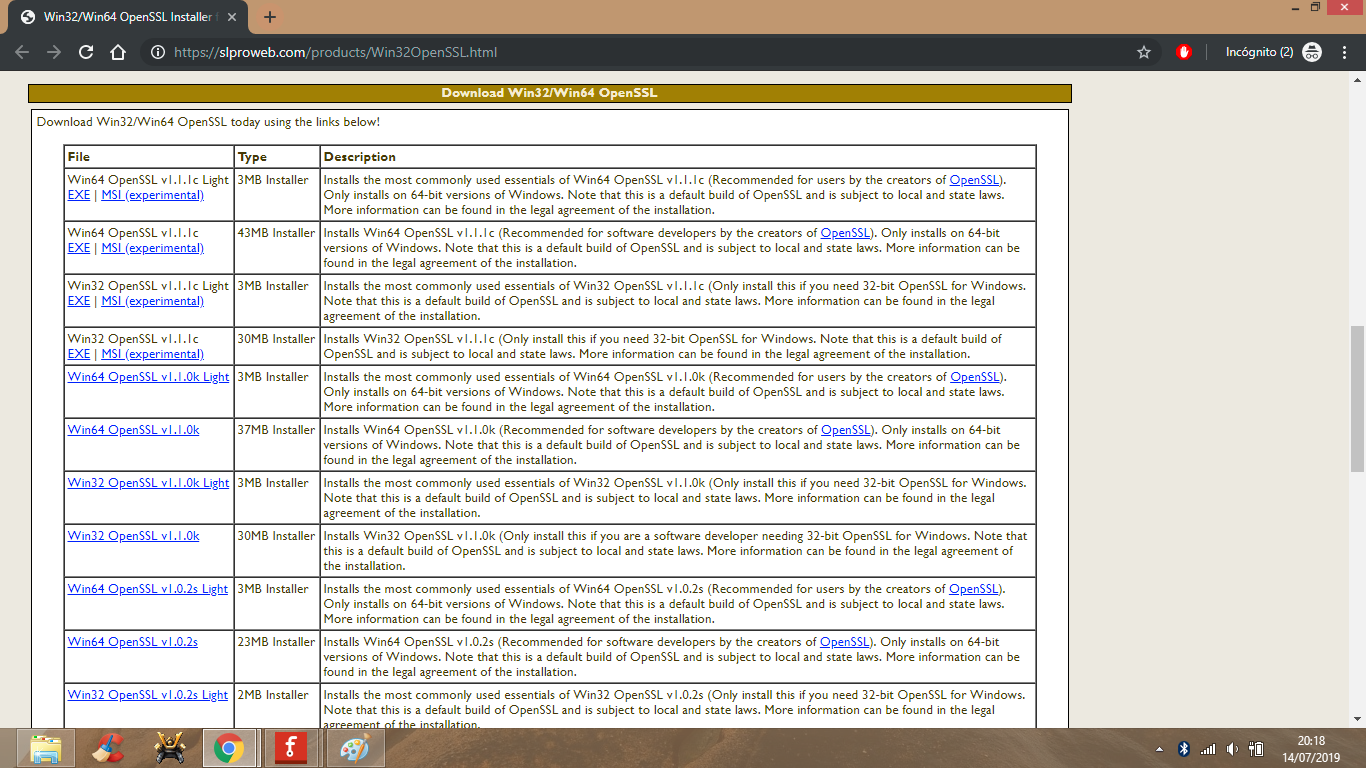 Win32/Win64 OpenSSL Installer f
https://slproweb.com/products/Win32OpenSSL.html
Incógnito (2)
Download Win32/Win64 OpenSSL
Download Win32/Win64 OpenSSL today using the links below!
File Type Description
Win64 OpenSSL v1.1.1c Light 3MB Installer Installs the most commonly used essentials of Win64 OpenSSL v1.1.1c (Recommended for users by the creators of OpenSSL).
EXE | MSI (experimental) Only installs on 64-bit versions of Windows. Note that this is a default build of OpenSSL and is subject to local and state laws.
More information can be found in the legal agreement of the installation.
Win64 OpenSSL v1.1.1c 43MB Installer Installs Win64 OpenSSL v1.1.1c (Recommended for software developers by the creators of OpenSSL). Only installs on 64-bit
EXE | MSI (experimental) versions of Windows. Note that this is a default build of OpenSSL and is subject to local and state laws. More information can be
found in the legal agreement of the installation.
Win32 OpenSSL v1.1.1c Light 3MB Installer Installs the most commonly used essentials of Win32 OpenSSL v1.1.1c (Only install this if you need 32-bit OpenSSL for Windows.
EXE | MSI (experimental) Note that this is a default build of OpenSSL and is subject to local and state laws. More information can be found in the legal
agreement of the installation.
Win32 OpenSSL v1.1.1c 30MB Installer Installs Win32 OpenSSL v1.1.1c (Only install this if you need 32-bit OpenSSL for Windows. Note that this is a default build of
EXE | MSI (experimental) OpenSSL and is subject to local and state laws. More information can be found in the legal agreement of the installation.
Win64 OpenSSL v1.1.0k Light 3MB Installer Installs the most commonly used essentials of Win64 OpenSSL v1.1.0k (Recommended for users by the creators of OpenSSL).
Only installs on 64-bit versions of Windows. Note that this is a default build of OpenSSL and is subject to local and state laws.
More information can be found in the legal agreement of the installation.
Win64 OpenSSL v1.1.0k 37MB Installer Installs Win64 OpenSSL v1.1.0k (Recommended for software developers by the creators of OpenSSL). Only installs on 64-bit
versions of Windows. Note that this is a default build of OpenSSL and is subject to local and state laws. More information can be
found in the legal agreement of the installation.
Win32 OpenSSL v1.1.0k Light 3MB Installer Installs the most commonly used essentials of Win32 OpenSSL v1.1.0k (Only install this if you need 32-bit OpenSSL for Windows.
Note that this is a default build of OpenSSL and is subject to local and state laws. More information can be found in the legal
agreement of the installation.
Win32 OpenSSL v1.1.0k 30MB Installer Installs Win32 OpenSSL v1.1.0k (Only install this if you are a software developer needing 32-bit OpenSSL for Windows. Note that
this is a default build of OpenSSL and is subject to local and state laws. More information can be found in the legal agreement of
the installation.
Win64 OpenSSL v1.0.2s Light 3MB Installer Installs the most commonly used essentials of Win64 OpenSSL v1.0.2s (Recommended for users by the creators of OpenSSL).
Only installs on 64-bit versions of Windows. Note that this is a default build of OpenSSL and is subject to local and state laws.
More information can be found in the legal agreement of the installation.
Win64 OpenSSL v1.0.2s 23MB Installer Installs Win64 OpenSSL v1.0.2s (Recommended for software developers by the creators of OpenSSL). Only installs on 64-bit
versions of Windows. Note that this is a default build of OpenSSL and is subject to local and state laws. More information can be
found in the legal agreement of the installation.
Win32 OpenSSL v1.0.2s Light 2MB Installer Installs the most commonly used essentials of Win32 OpenSSL v1.0.2s (Only install this if you need 32-bit OpenSSL for Windows.
Note that this is a default build of OpenSSL and is subject to local and state laws. More information can be found in the legal
agreement of the installation.
20:18
14/07/2019